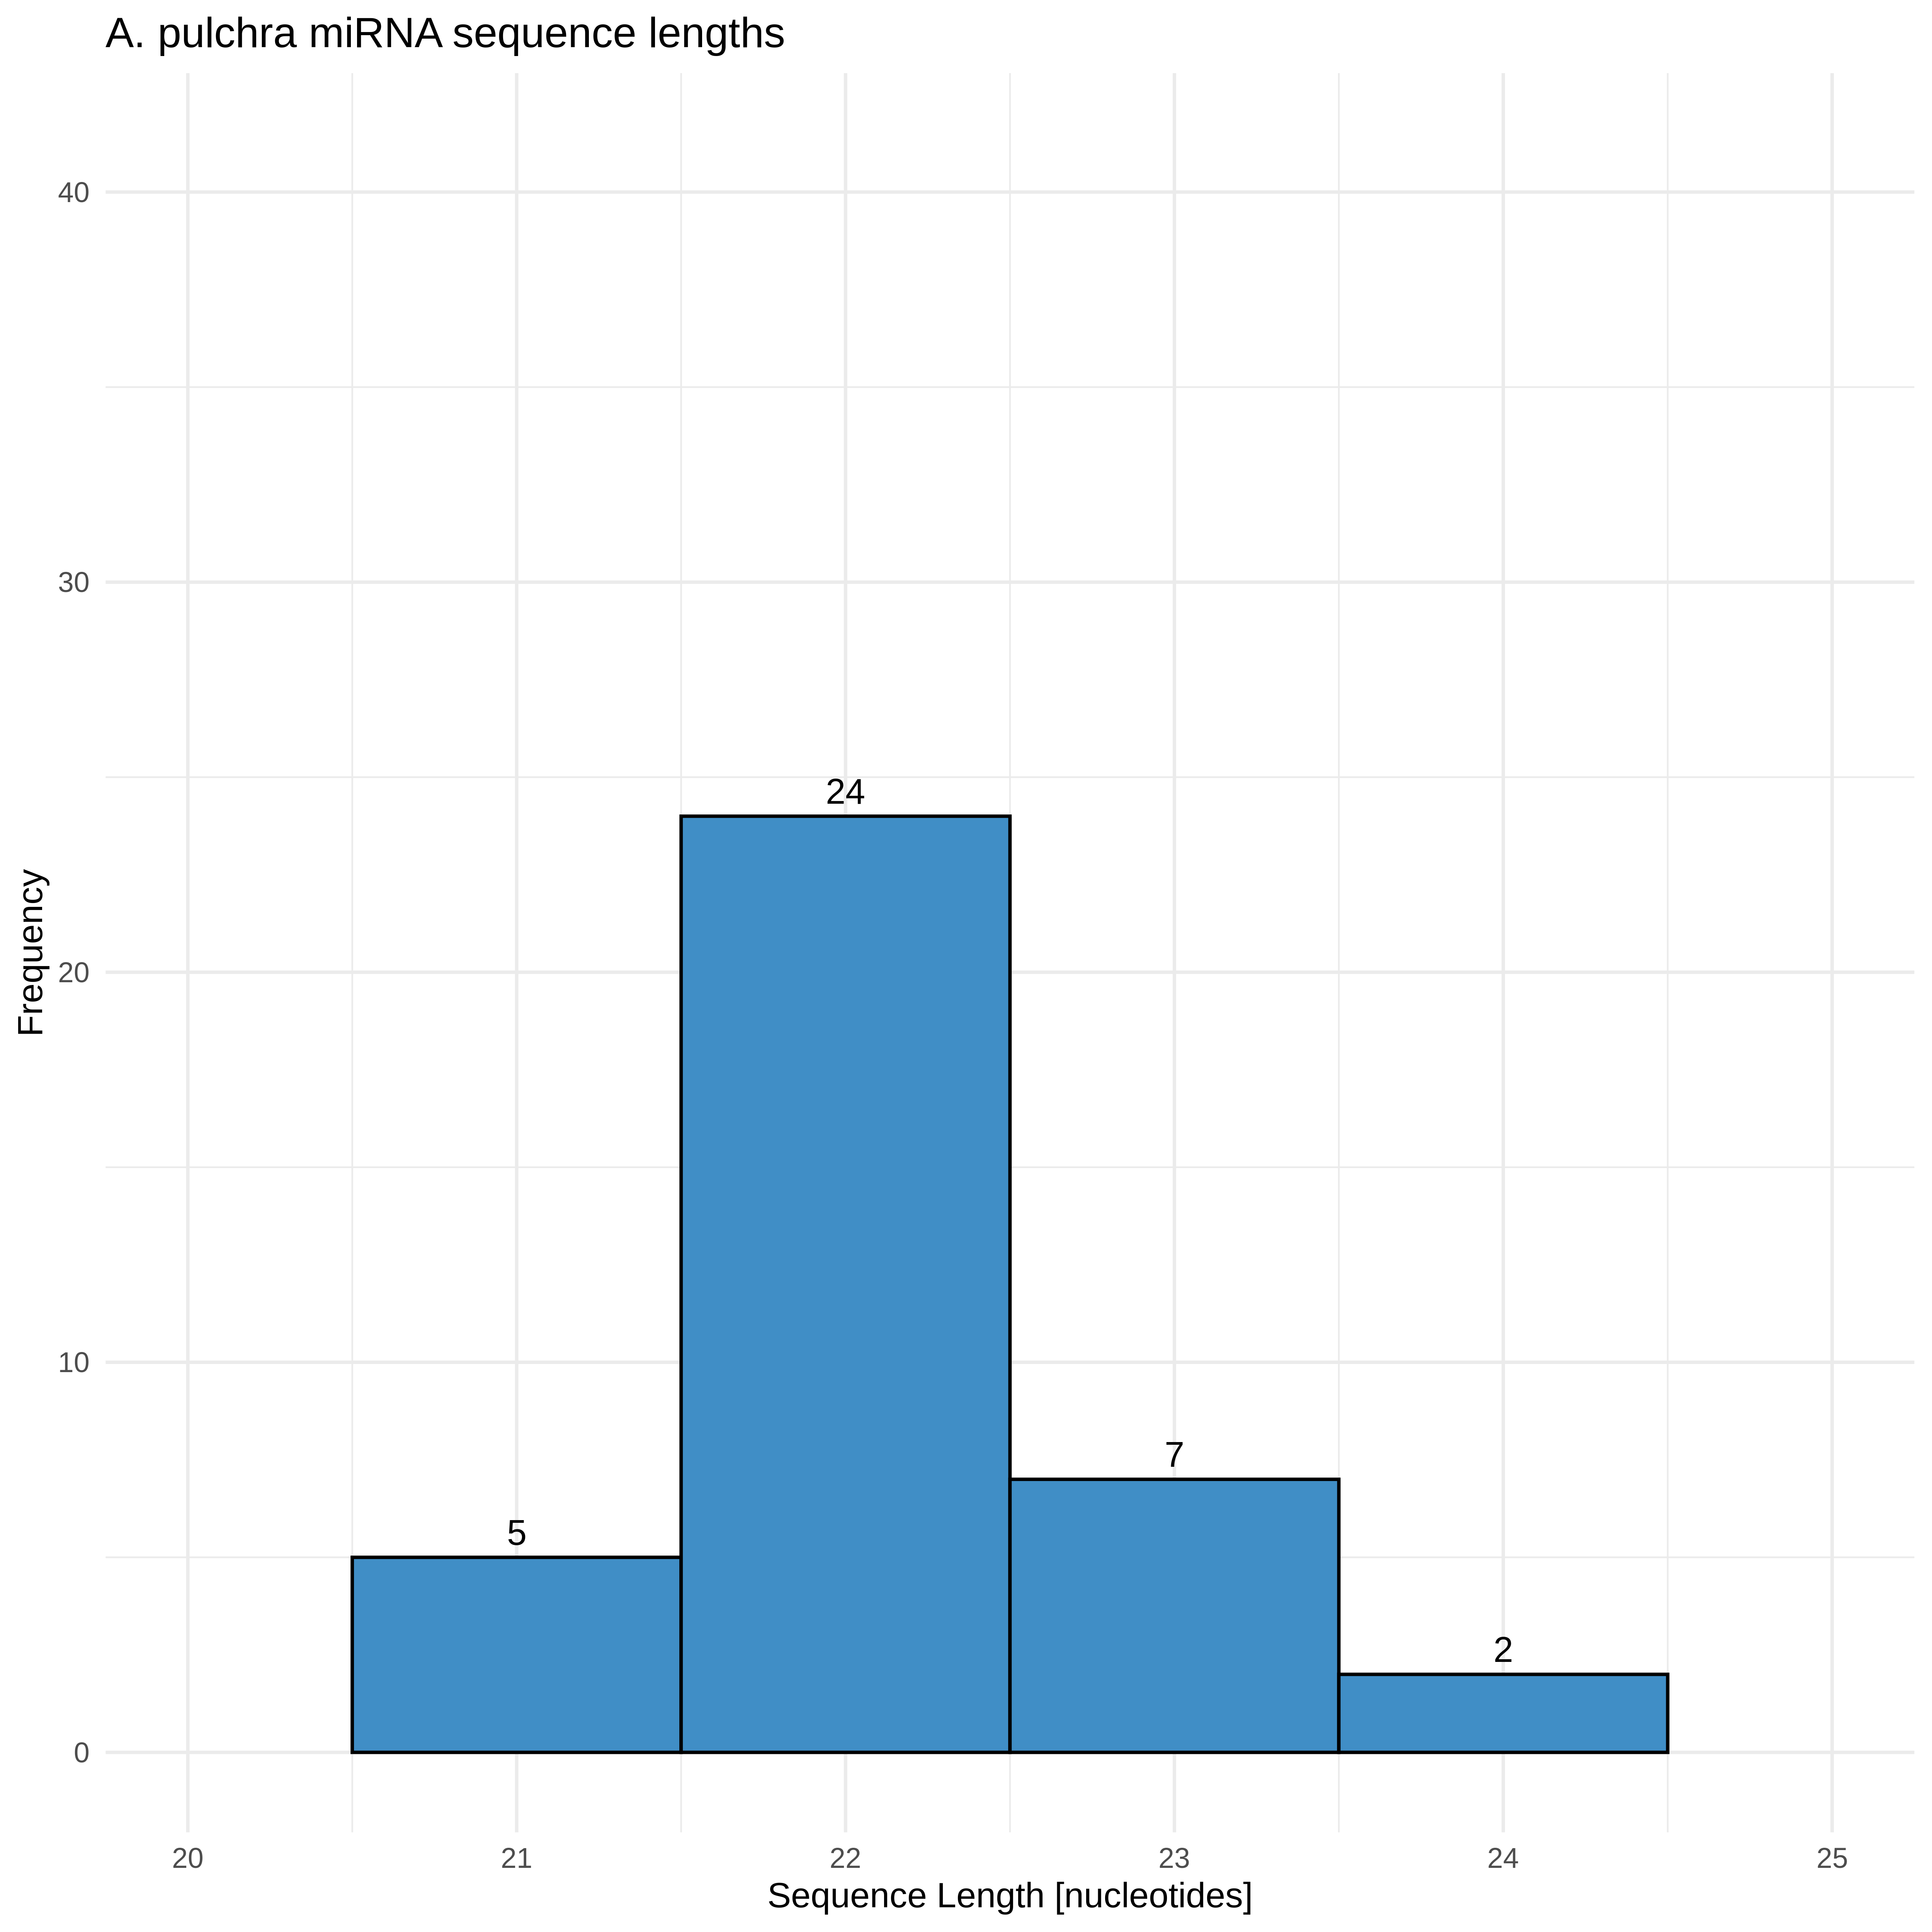 A. pulchra miRNA sequence lengths
40
30
20
10
0
Frequency
24
7
5
2
20 21 22 23 24 25
Sequence Length [nucleotides]